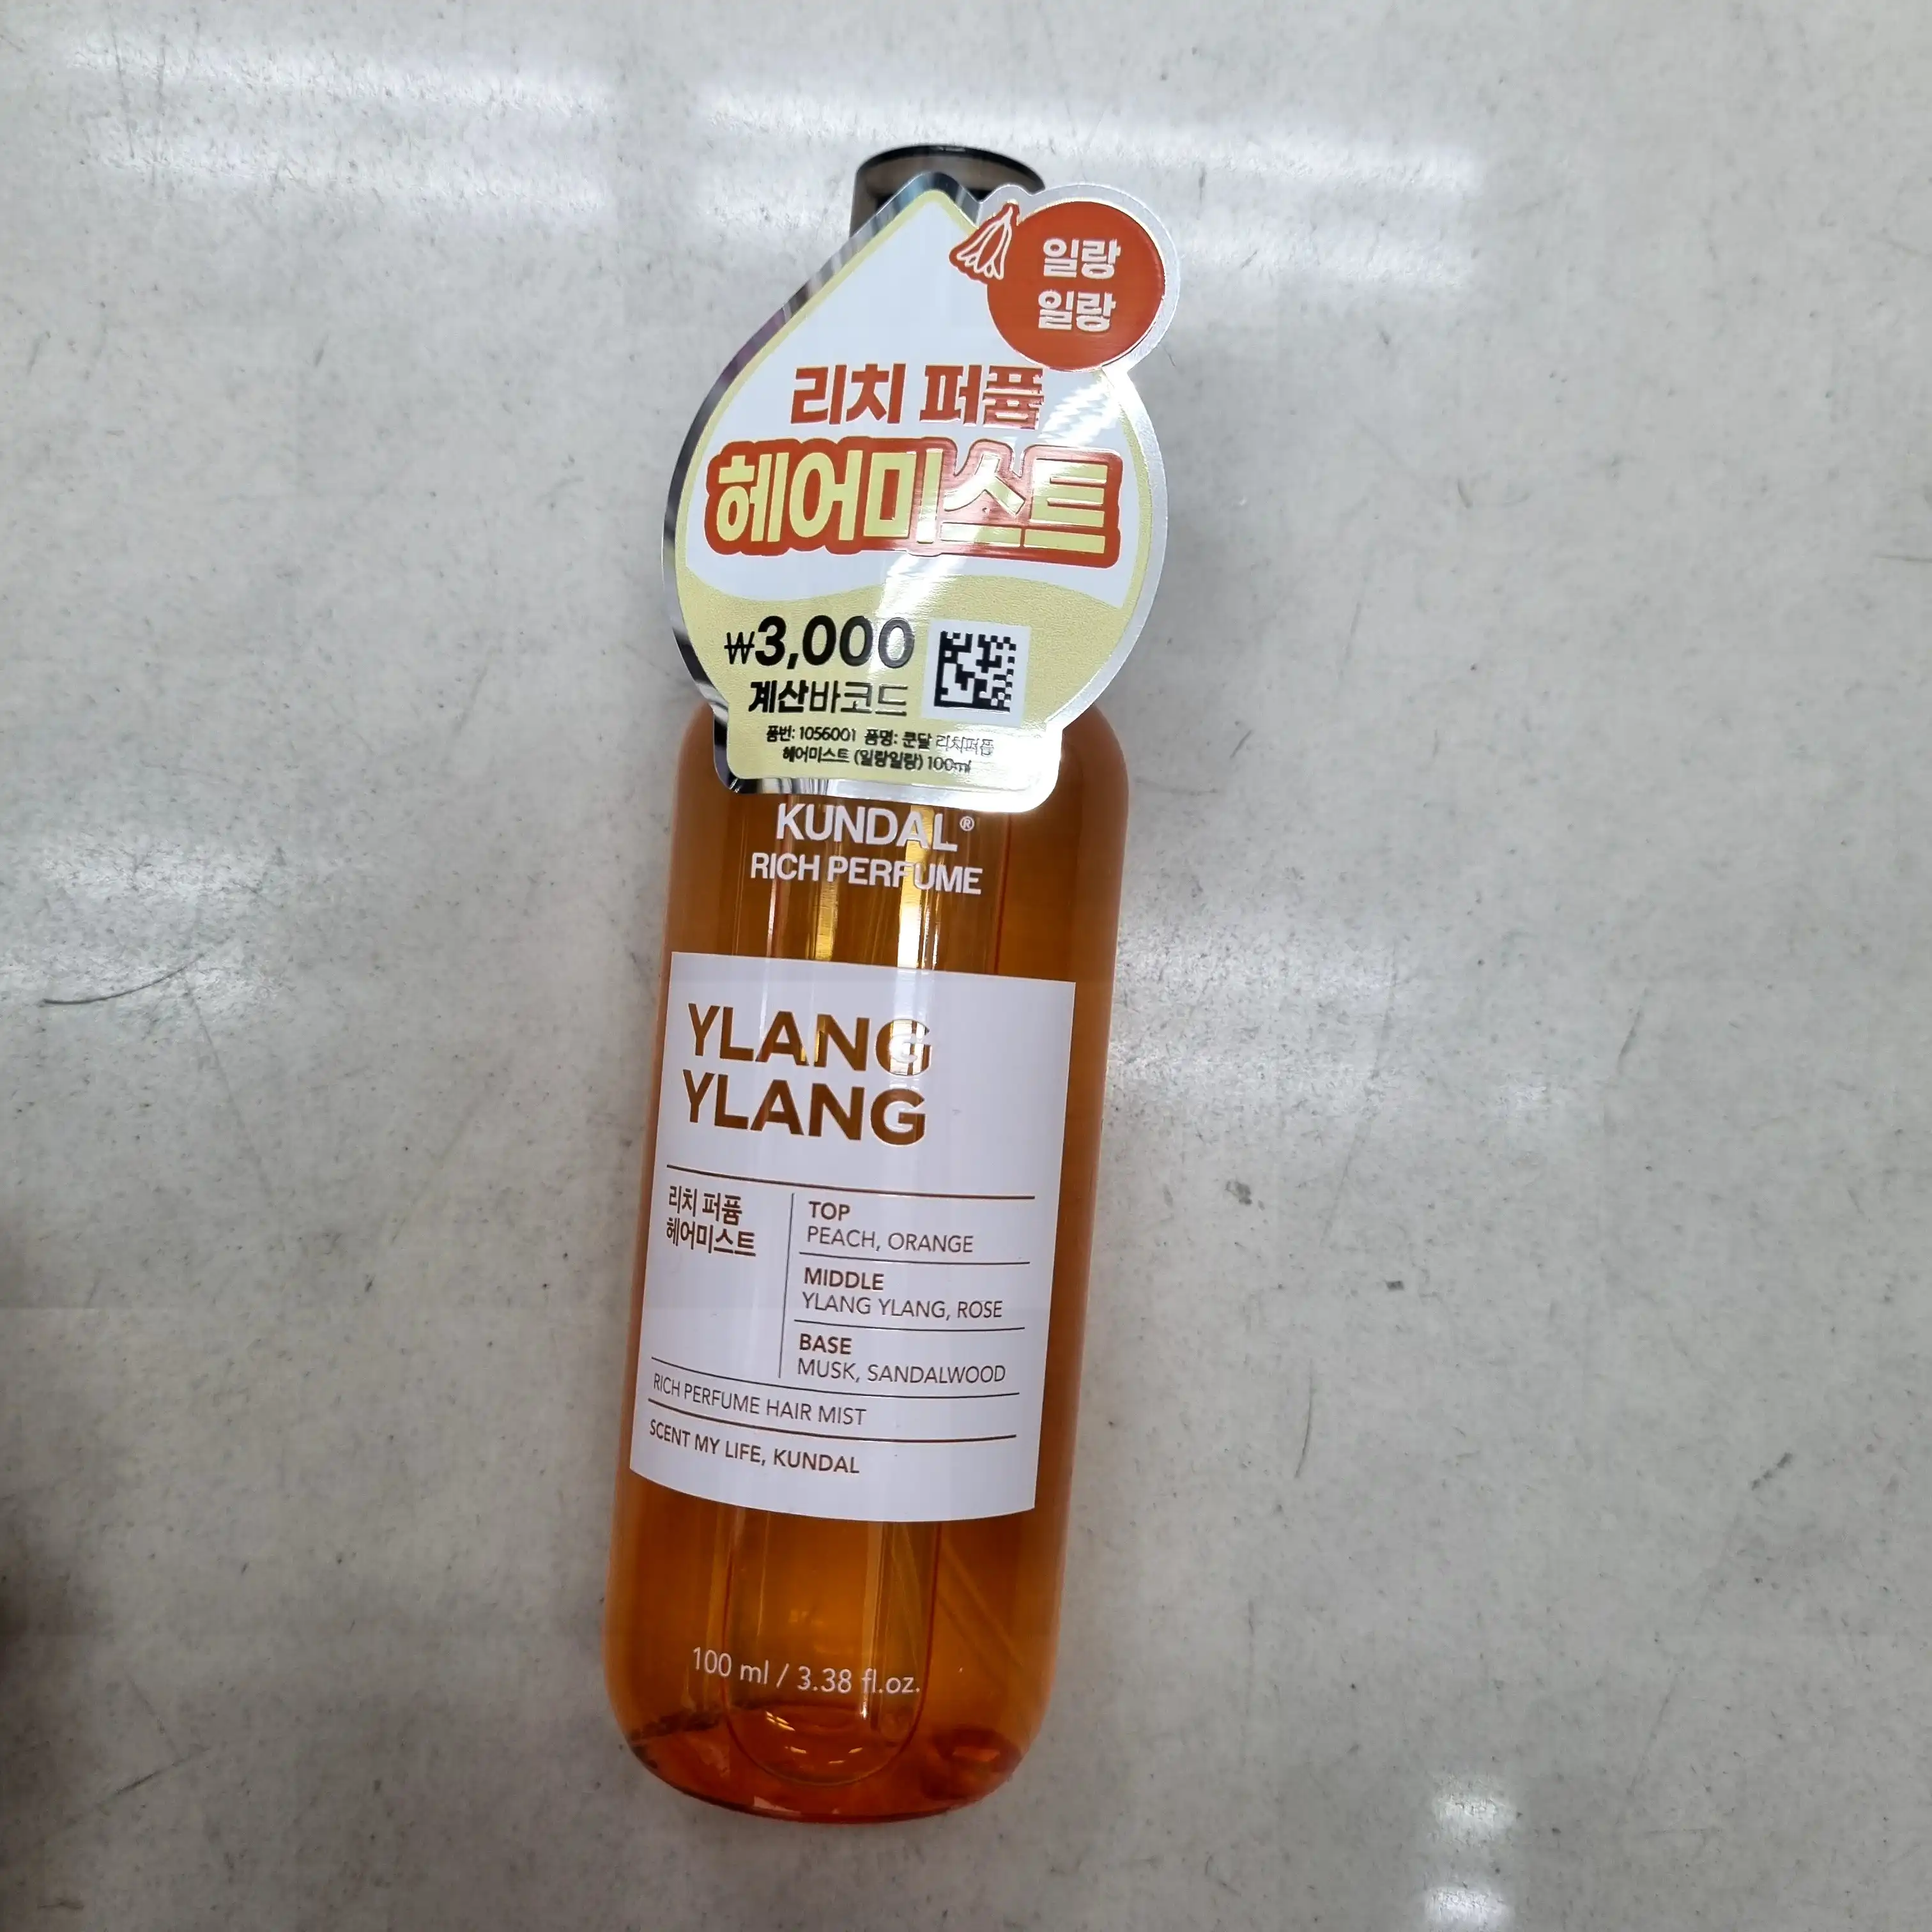 일랑
일랑
리치 퍼퓸
헤어미스트
₩3,000
계산바코드
품번: 1056001 품명: 쿤달 리치퍼퓸
헤어미스트 (일랑일랑) 100ml
KUNDAL®
RICH PERFUME
YLANG
YLANG
리치 퍼퓸
헤어미스트
TOP
PEACH, ORANGE
MIDDLE
YLANG YLANG, ROSE
BASE
MUSK, SANDALWOOD
RICH PERFUME HAIR MIST
SCENT MY LIFE, KUNDAL
100 ml / 3.38 fl.oz.